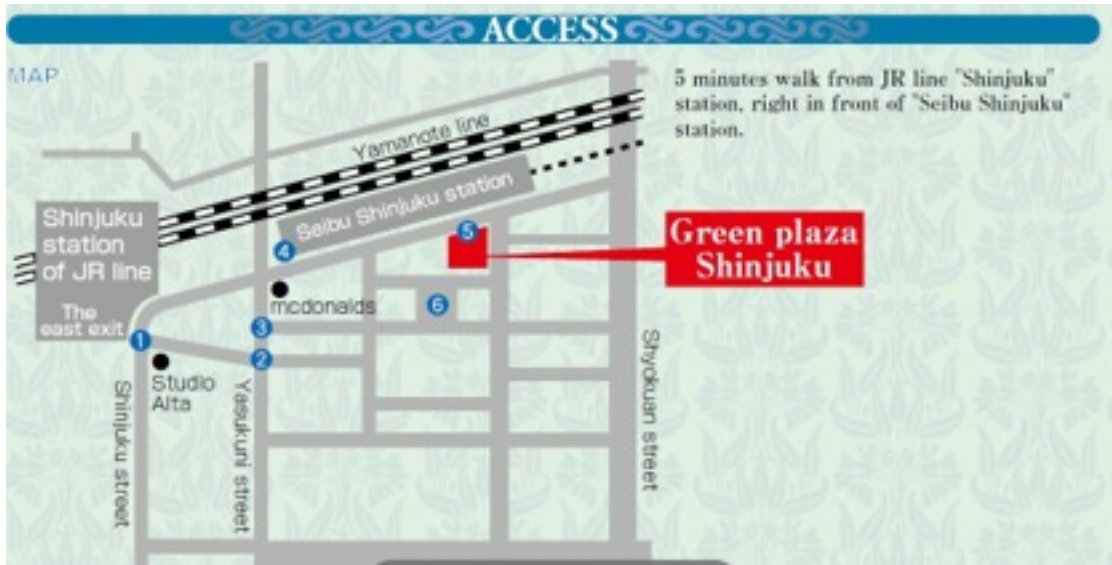 ACCESS
MAP
5 minutes walk from JR line "Shinjuku"
station, right in front of "Seibu Shinjuku"
station.
Yamanote line
Seibu Shinjuku station
Shinjuku
station
of JR line
The
east exit
Green plaza
Shinjuku
5
4
mcdonalds
6
3
1
2
Studio
Alta
Shinjuku street
Yasukuni street
Shyokuan street